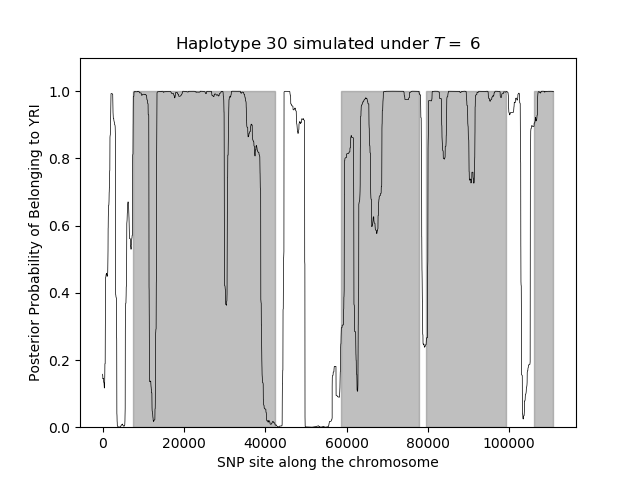 Haplotype 30 simulated under T = 6
Posterior Probability of Belonging to YRI
1.0
0.8
0.6
0.4
0.2
0.0
0 20000 40000 60000 80000 100000
SNP site along the chromosome